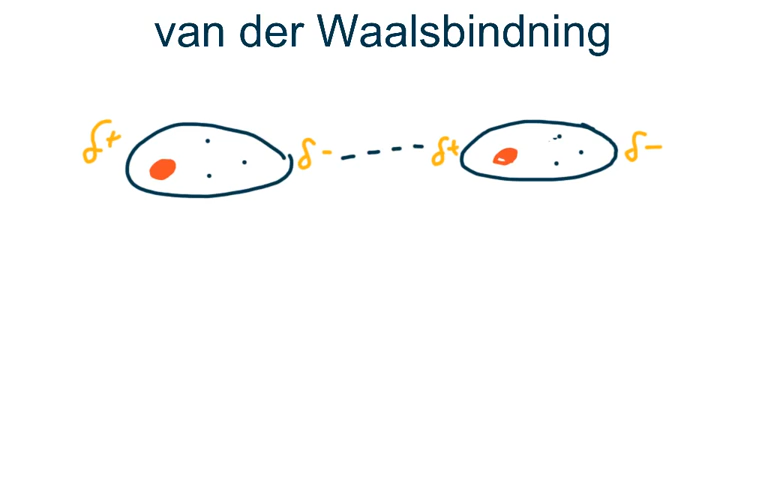 van der Waalsbindning
δ+ δ- δ+ δ-